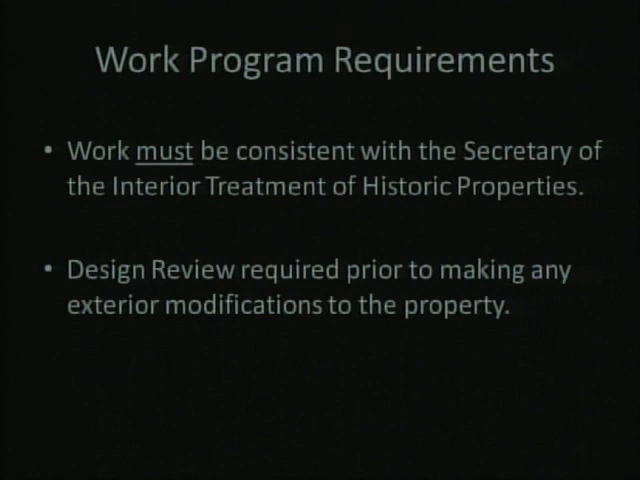 Work Program Requirements
• Work must be consistent with the Secretary of
the Interior Treatment of Historic Properties.
• Design Review required prior to making any
exterior modifications to the property.